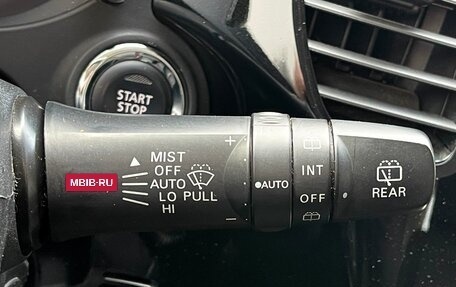 START
STOP
MIST
OFF
AUTO
LO PULL
HI
MBIB-RU
+
-
●AUTO
INT
OFF
REAR